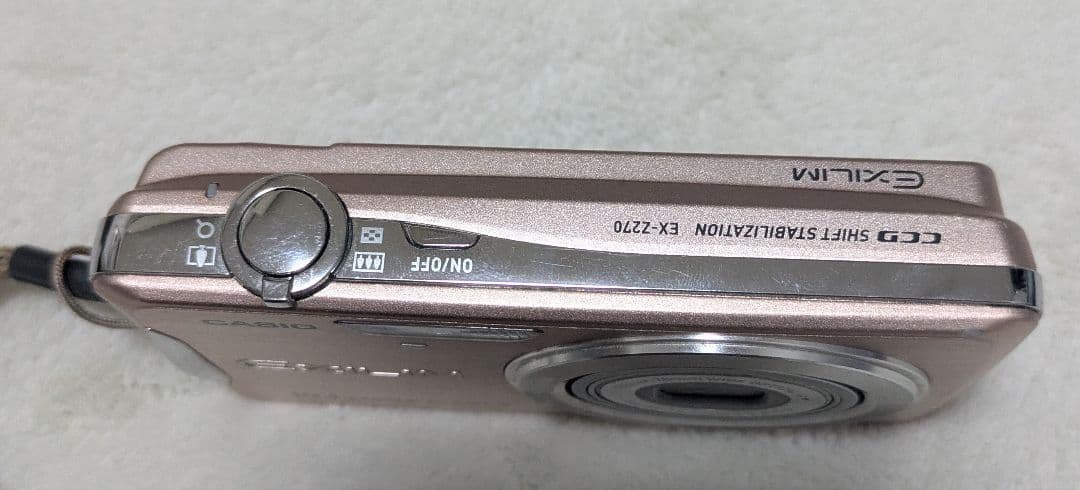 EXILIM
CCD SHIFT STABILIZATION EX-Z270
ON/OFF
CASIO
EXILIM